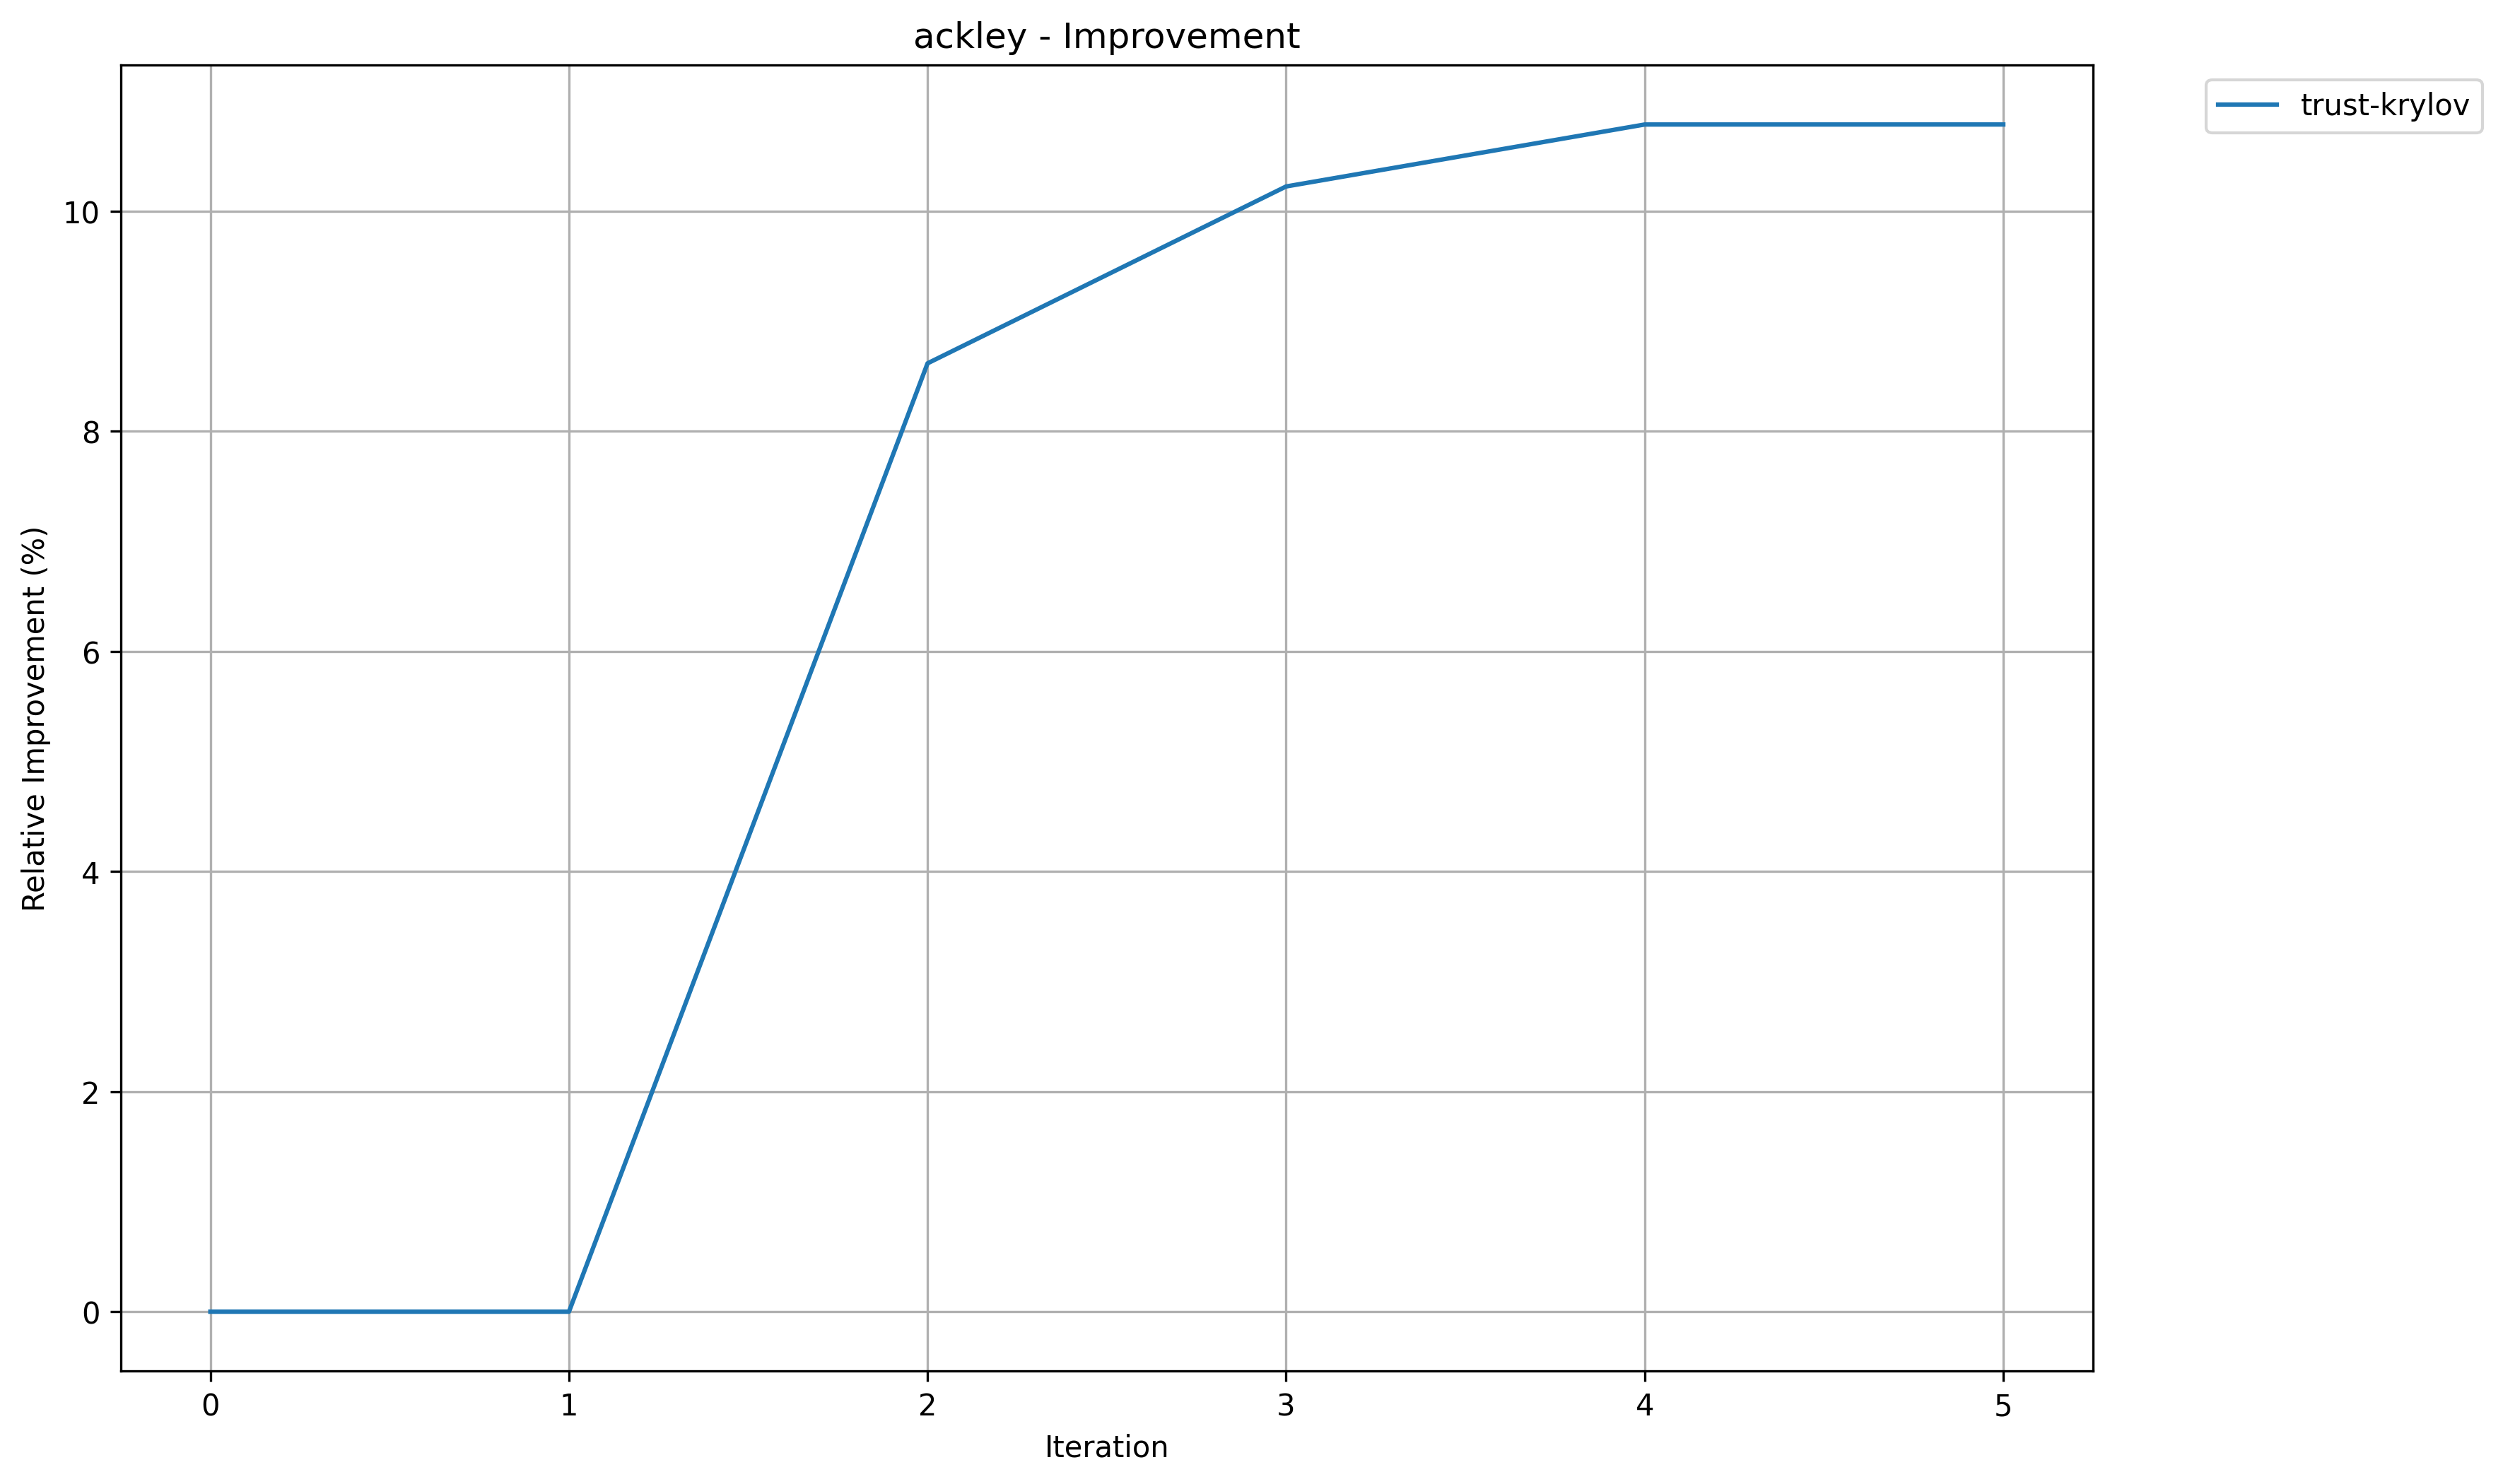 ackley - Improvement
trust-krylov
Relative Improvement (%)
10
8
6
4
2
0
0 1 2 3 4 5
Iteration